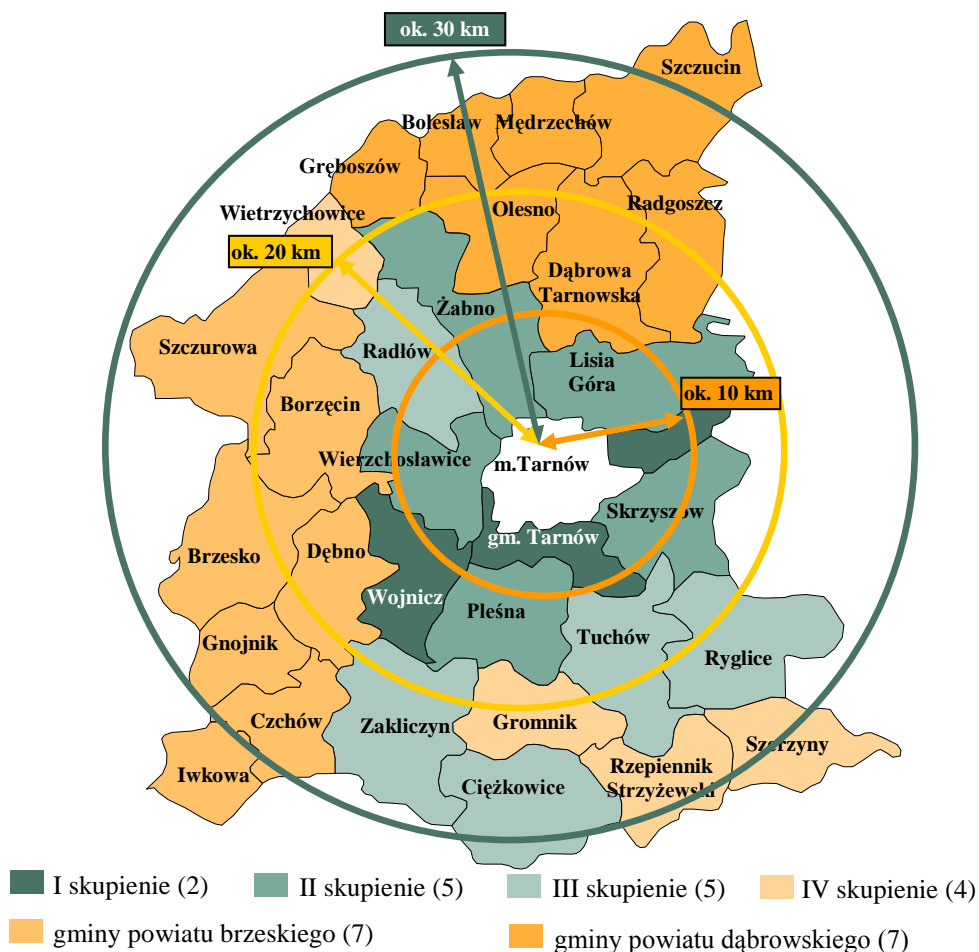 ok. 30 km
Szczucin
Bolesław
Mędrzechów
Gręboszów
Wietrzychowice
Olesno
Radgoszcz
ok. 20 km
Dąbrowa
Tarnowska
Żabno
Szczurowa
Radłów
Lisia
Góra
ok. 10 km
Borzęcin
Wierzchosławice
m.Tarnów
Skrzyszów
Brzesko
Dębno
gm. Tarnów
Wojnicz
Pleśna
Tuchów
Ryglice
Gnojnik
Czchów
Zakliczyn
Gromnik
Szerzyny
Iwkowa
Ciężkowice
Rzepiennik
Strzyżewski
I skupienie (2)
II skupienie (5)
III skupienie (5)
IV skupienie (4)
gminy powiatu brzeskiego (7)
gminy powiatu dąbrowskiego (7)